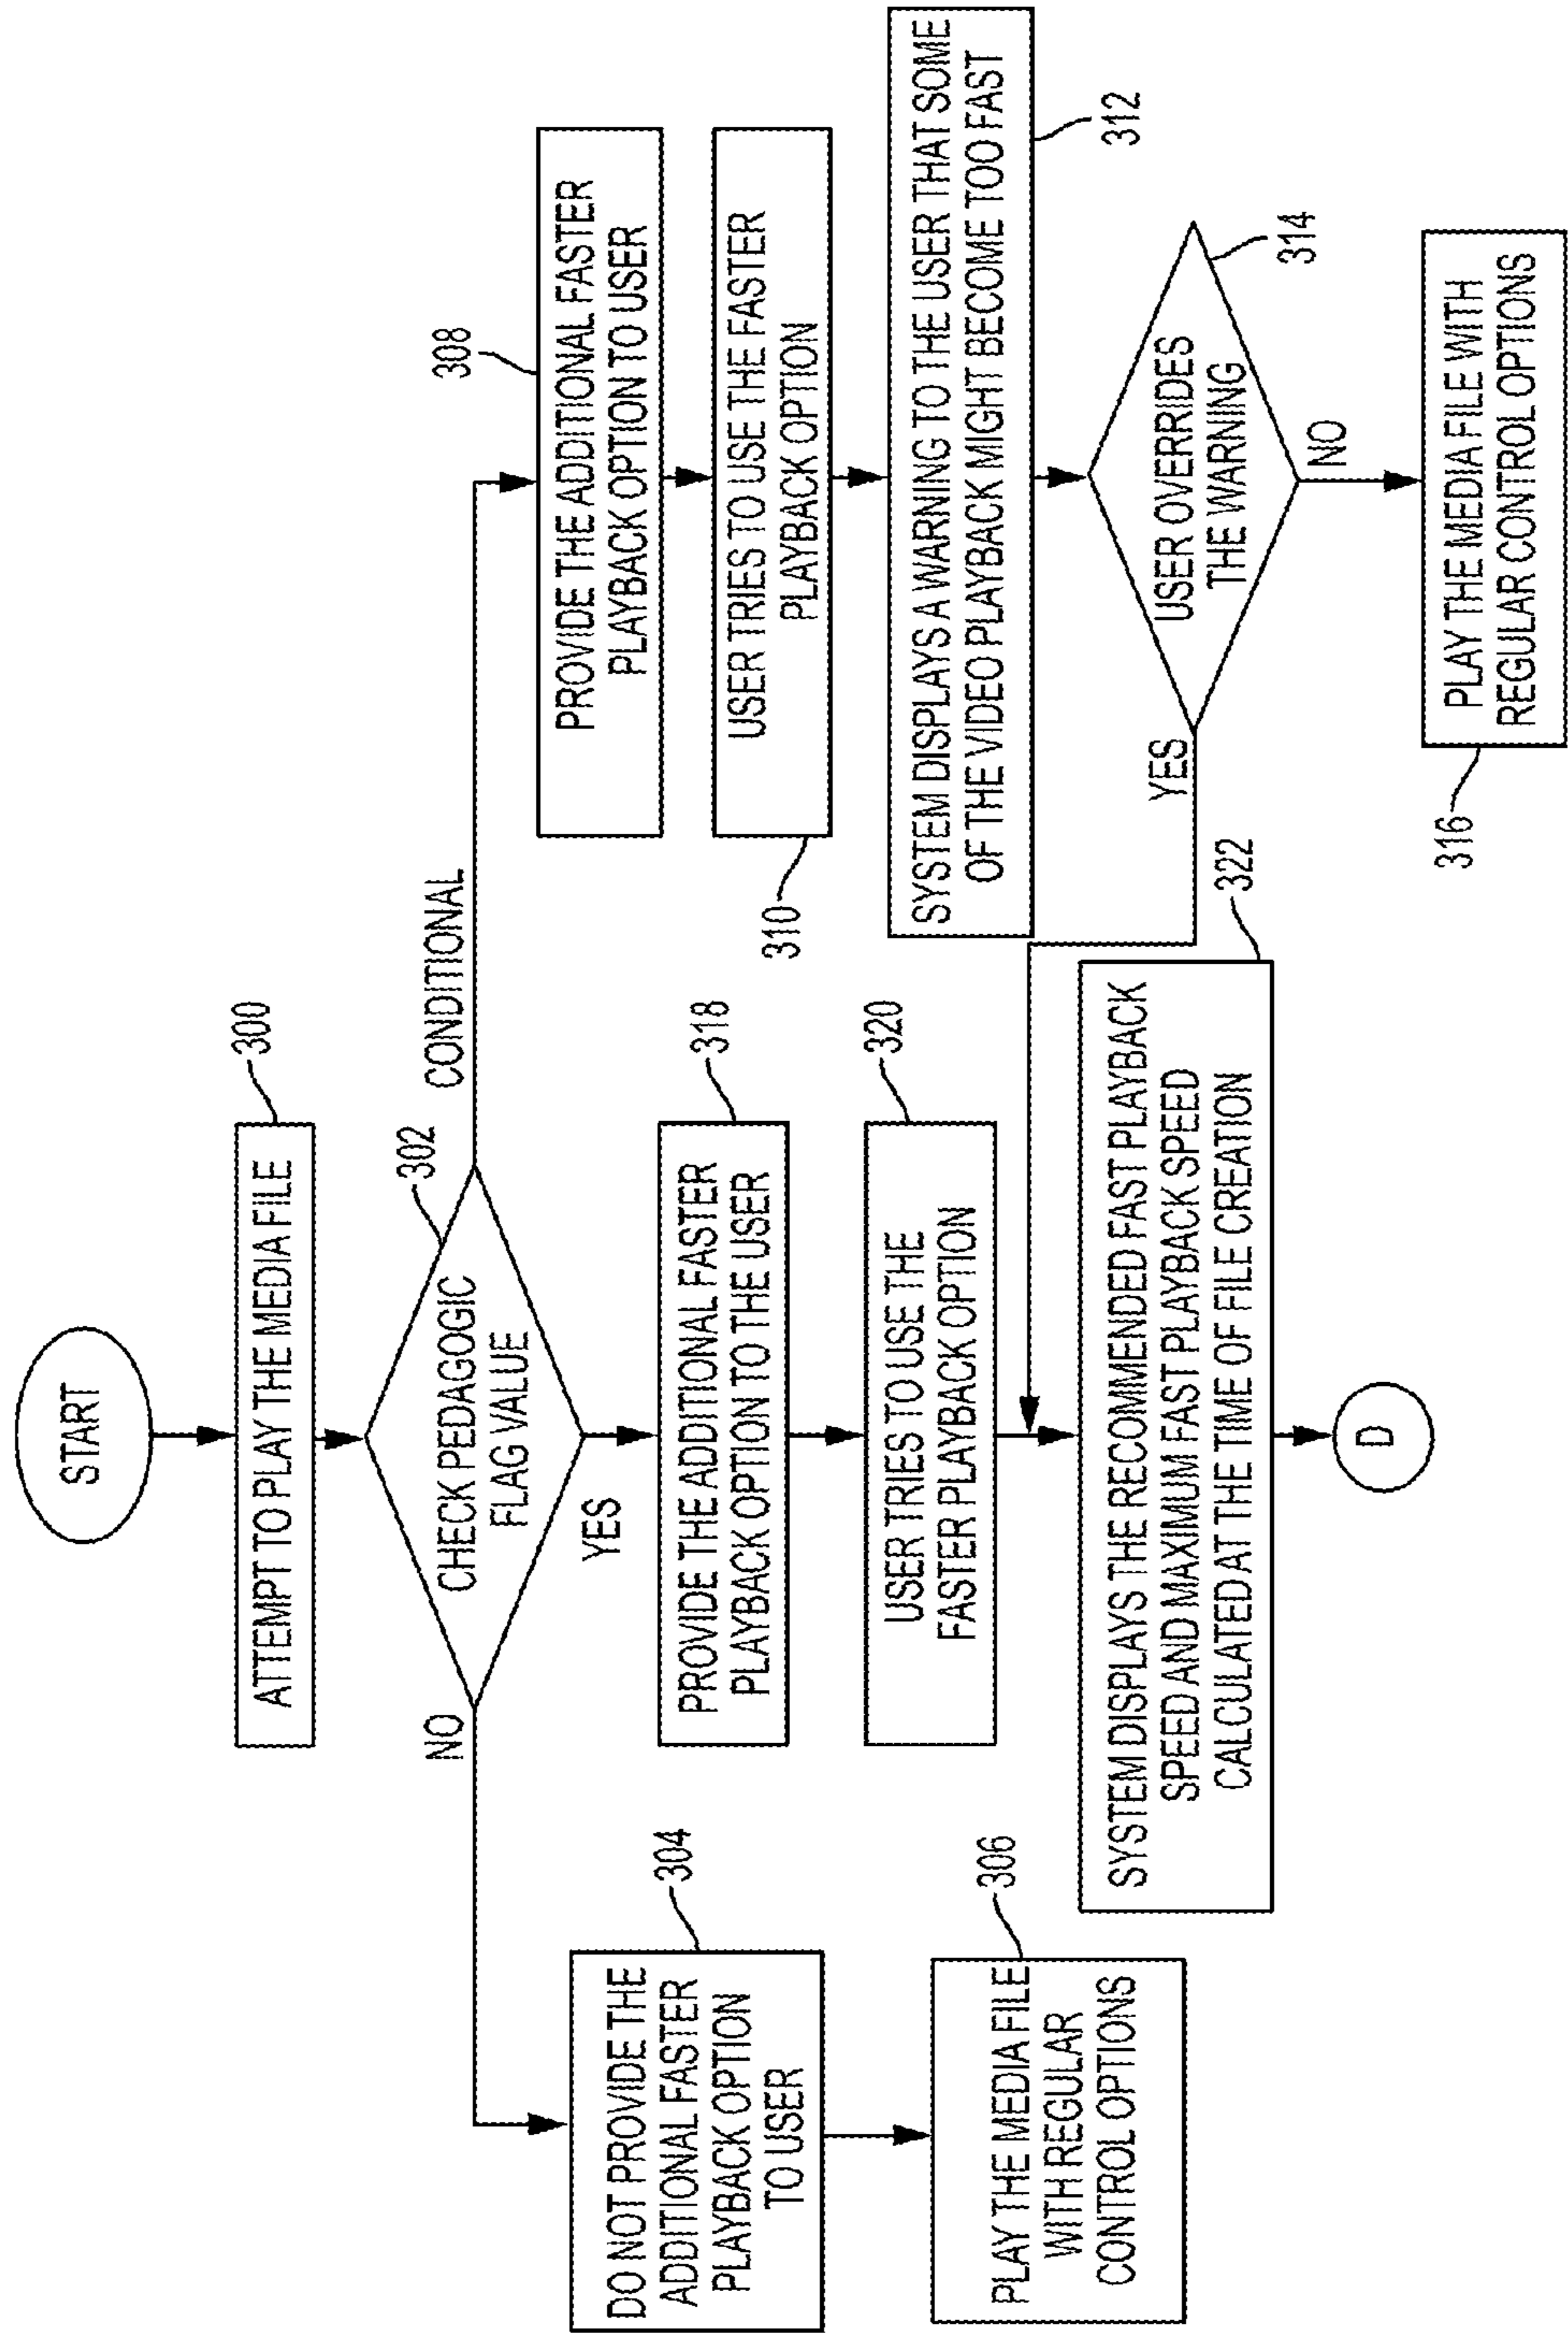 START
300
ATTEMPT TO PLAY THE MEDIA FILE
302
CHECK PEDAGOGIC
FLAG VALUE
NO
YES
CONDITIONAL
304
DO NOT PROVIDE THE
ADDITIONAL FASTER
PLAYBACK OPTION
TO USER
306
PLAY THE MEDIA FILE
WITH REGULAR
CONTROL OPTIONS
318
PROVIDE THE ADDITIONAL FASTER
PLAYBACK OPTION TO THE USER
320
USER TRIES TO USE THE
FASTER PLAYBACK OPTION
322
SYSTEM DISPLAYS THE RECOMMENDED FAST PLAYBACK
SPEED AND MAXIMUM FAST PLAYBACK SPEED
CALCULATED AT THE TIME OF FILE CREATION
D
308
PROVIDE THE ADDITIONAL FASTER
PLAYBACK OPTION TO USER
310
USER TRIES TO USE THE FASTER
PLAYBACK OPTION
312
SYSTEM DISPLAYS A WARNING TO THE USER THAT SOME
OF THE VIDEO PLAYBACK MIGHT BECOME TOO FAST
314
USER OVERRIDES
THE WARNING
YES
NO
316
PLAY THE MEDIA FILE WITH
REGULAR CONTROL OPTIONS